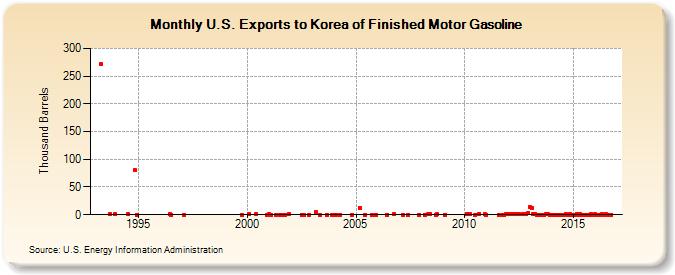 Monthly U.S. Exports to Korea of Finished Motor Gasoline
Thousand Barrels
300
250
200
150
100
50
0
1995 2000 2005 2010 2015
Source: U.S. Energy Information Administration